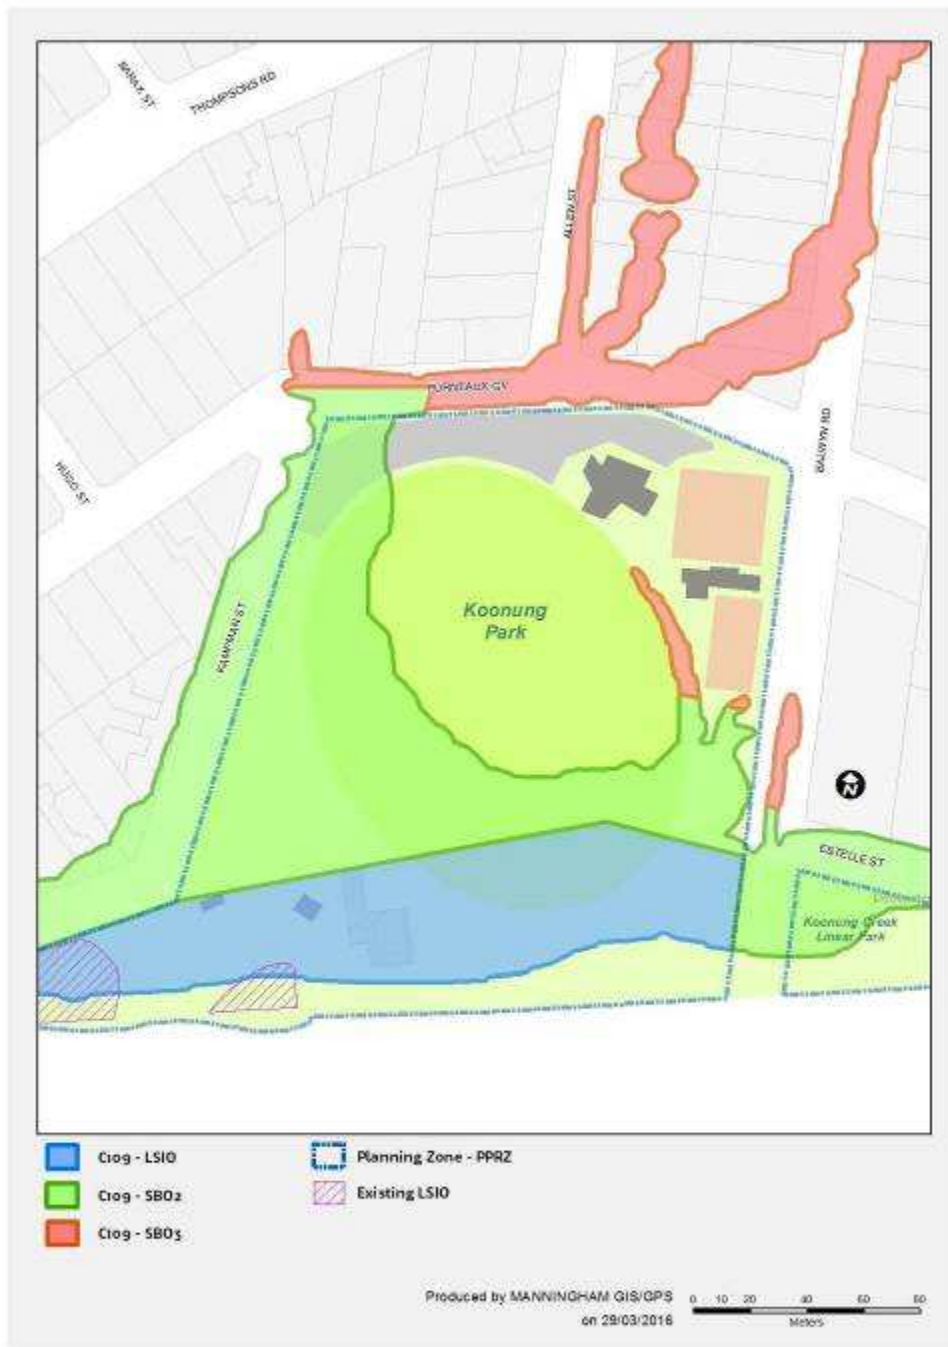 THOMPSONS RD
ALLEN ST
FURNEAUX GV
BALWYN RD
HUGO ST
Koonung
Park
KAMPMAN ST
ESTELLE ST
Koonung Creek
Linear Park
N
C109 - LSIO
Planning Zone - PPRZ
C109 - SBO2
Existing LSIO
C109 - SBO3
Produced by MANNINGHAM GIS/GPS
on 29/03/2016
0 10 20 40 60 80
Meters